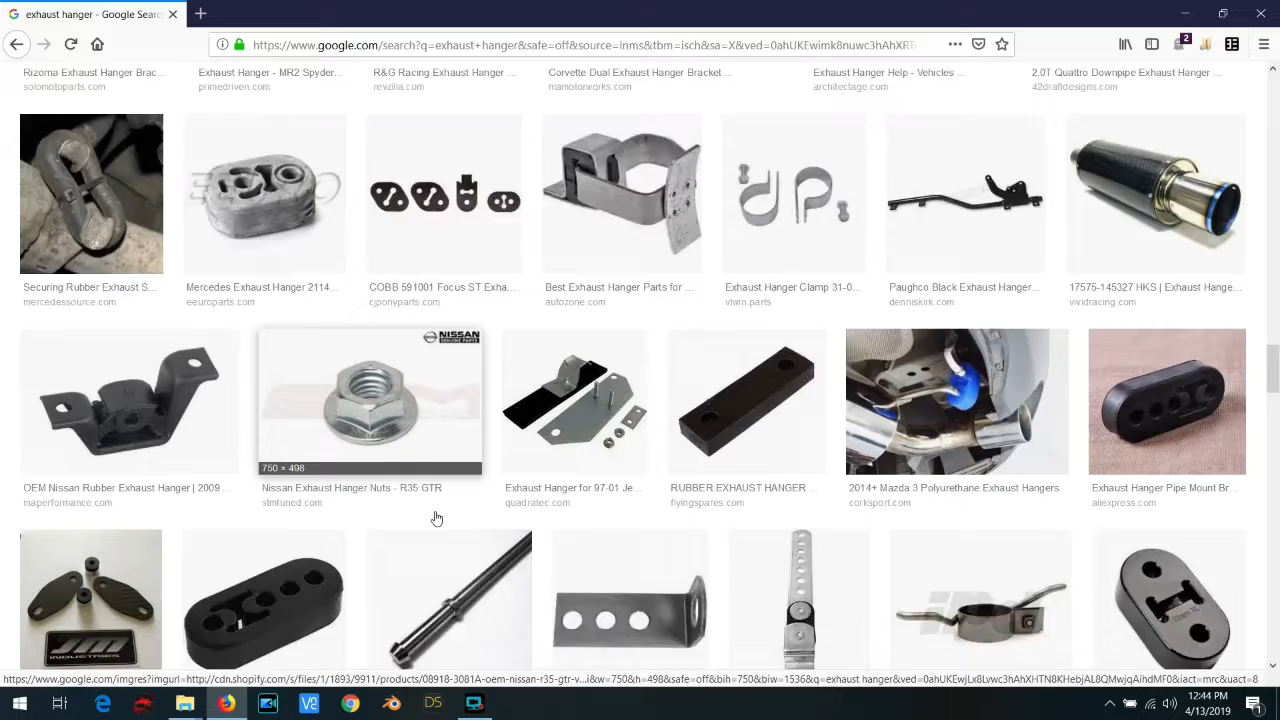 exhaust hanger - Google Searc
https://www.google.com/search?q=exhaust+hanger&safe=off&source=lnms&tbm=isch&sa=X&ved=0ahUKEwimk8nuwc3hAhXRT
2
Rizoma Exhaust Hanger Brac...
solomotoparts.com
Exhaust Hanger - MR2 Spyder...
primedriven.com
R&G Racing Exhaust Hanger ...
revzilla.com
Corvette Dual Exhaust Hanger Bracket ...
mamotorworks.com
Exhaust Hanger Help - Vehicles ...
architectage.com
2.0T Quattro Downpipe Exhaust Hanger ...
42draftdesigns.com
Securing Rubber Exhaust S...
mercedessource.com
Mercedes Exhaust Hanger 2114...
eeuroparts.com
COBB 591001 Focus ST Exha...
cjponyparts.com
Best Exhaust Hanger Parts for ...
autozone.com
Exhaust Hanger Clamp 31-0...
vtwin.parts
Paughco Black Exhaust Hanger...
denniskirk.com
17575-145327 HKS | Exhaust Hange...
vividracing.com
NISSAN
750 × 498
OEM Nissan Rubber Exhaust Hanger | 2009...
maperformance.com
Nissan Exhaust Hanger Nuts - R35 GTR
stmtuned.com
Exhaust Hanger for 97-01 Je...
quadratec.com
RUBBER EXHAUST HANGER ...
flyingspares.com
2014+ Mazda 3 Polyurethane Exhaust Hangers
corksport.com
Exhaust Hanger Pipe Mount Br...
aliexpress.com
INDUSTRIES
https://www.google.com/imgres?imgurl=http://cdn.shopify.com/s/files/1/1893/9911/products/08918-3081A-oem-nissan-r35-gtr-v...i&w=750&h=498&safe=off&bih=750&biw=1536&q=exhaust hanger&ved=0ahUKEwjLx8Lvwc3hAhXHTN8KHebjAL8QMwjqAihdMF0&iact=mrc&uact=8
12:44 PM
4/13/2019
1